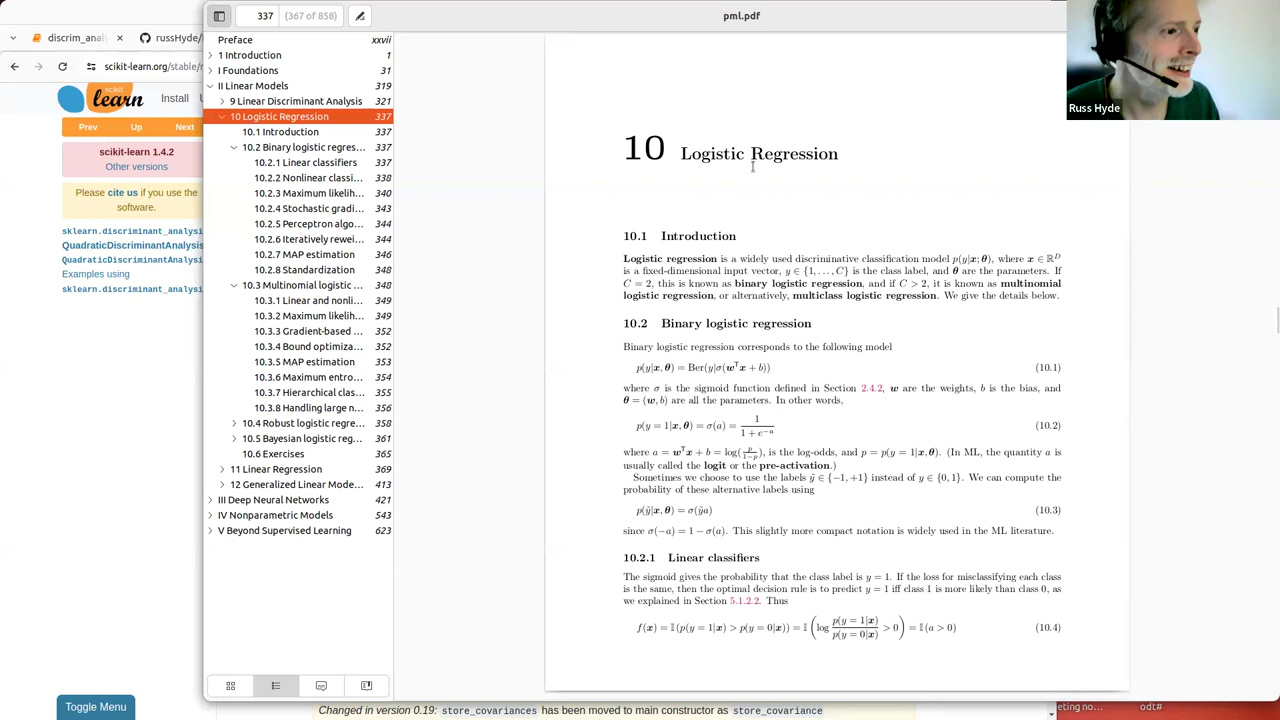 337
(367 of 858)
pml.pdf
discrim_anal
russHyde/
scikit-learn.org/stable/
scikit
learn
Install
Prev
Up
Next
scikit-learn 1.4.2
Other versions
Please cite us if you use the
software.
sklearn.discriminant_analysi
QuadraticDiscriminantAnalysis
QuadraticDiscriminantAnalys
Examples using
sklearn.discriminant_analysi
Toggle Menu
Preface xxvii
1 Introduction 1
I Foundations 31
II Linear Models 319
9 Linear Discriminant Analysis 321
10 Logistic Regression 337
10.1 Introduction 337
10.2 Binary logistic regres... 337
10.2.1 Linear classifiers 337
10.2.2 Nonlinear classi... 338
10.2.3 Maximum likelih... 340
10.2.4 Stochastic gradi... 343
10.2.5 Perceptron algo... 344
10.2.6 Iteratively rewei... 344
10.2.7 MAP estimation 346
10.2.8 Standardization 348
10.3 Multinomial logistic ... 348
10.3.1 Linear and nonli... 349
10.3.2 Maximum likelih... 349
10.3.3 Gradient-based ... 352
10.3.4 Bound optimiza... 352
10.3.5 MAP estimation 353
10.3.6 Maximum entro... 354
10.3.7 Hierarchical clas... 355
10.3.8 Handling large n... 356
10.4 Robust logistic regre... 358
10.5 Bayesian logistic reg... 361
10.6 Exercises 365
11 Linear Regression 369
12 Generalized Linear Mode... 413
III Deep Neural Networks 421
IV Nonparametric Models 543
V Beyond Supervised Learning 623
10 Logistic Regression
10.1 Introduction
Logistic regression is a widely used discriminative classification model p(y|x; θ), where x ∈ ℝ^D
is a fixed-dimensional input vector, y ∈ {1, . . . , C} is the class label, and θ are the parameters. If
C = 2, this is known as binary logistic regression, and if C > 2, it is known as multinomial
logistic regression, or alternatively, multiclass logistic regression. We give the details below.
10.2 Binary logistic regression
Binary logistic regression corresponds to the following model
p(y|x, θ) = Ber(y|σ(w^T x + b)) (10.1)
where σ is the sigmoid function defined in Section 2.4.2, w are the weights, b is the bias, and
θ = (w, b) are all the parameters. In other words,
p(y = 1|x, θ) = σ(a) = 1 / (1 + e^−a) (10.2)
where a = w^T x + b = log(p/(1−p)), is the log-odds, and p = p(y = 1|x, θ). (In ML, the quantity a is
usually called the logit or the pre-activation.)
Sometimes we choose to use the labels ỹ ∈ {−1, +1} instead of y ∈ {0, 1}. We can compute the
probability of these alternative labels using
p(ỹ|x, θ) = σ(ỹa) (10.3)
since σ(−a) = 1 − σ(a). This slightly more compact notation is widely used in the ML literature.
10.2.1 Linear classifiers
The sigmoid gives the probability that the class label is y = 1. If the loss for misclassifying each class
is the same, then the optimal decision rule is to predict y = 1 iff class 1 is more likely than class 0, as
we explained in Section 5.1.2.2. Thus
f(x) = 𝕀(p(y = 1|x) > p(y = 0|x)) = 𝕀(log p(y = 1|x) / p(y = 0|x) > 0) = 𝕀(a > 0) (10.4)
Changed in version 0.19: store_covariances has been moved to main constructor as store_covariance
eting no...
odt#
Russ Hyde